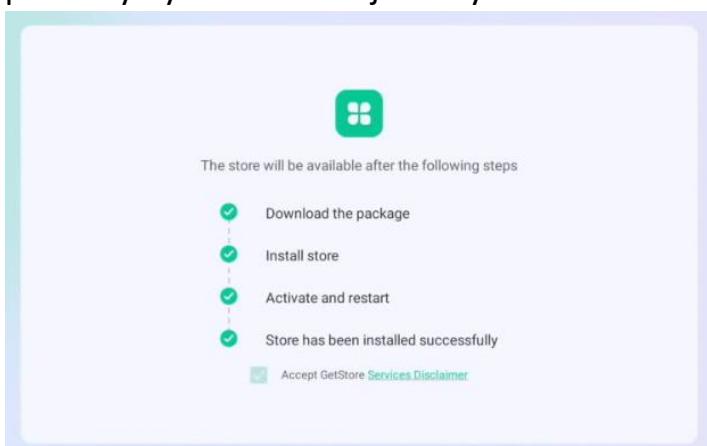 The store will be available after the following steps
Download the package
Install store
Activate and restart
Store has been installed successfully
Accept GetStore Services Disclaimer